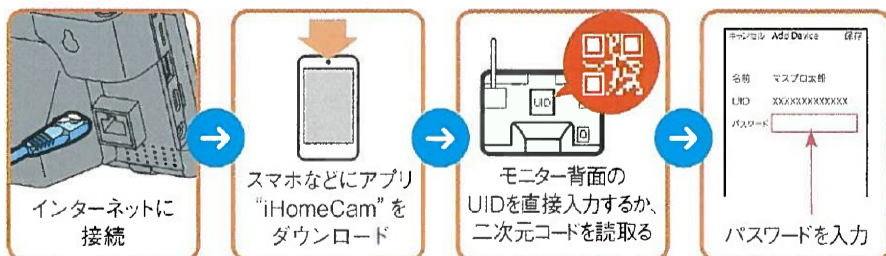 インターネットに
接続
スマホなどにアプリ
“iHomeCam”を
ダウンロード
UID
モニター背面の
UIDを直接入力するか、
二次元コードを読取る
キャンセル Add Device 保存
名前 マスプロ太郎
UID XXXXXXXXXXXXX
パスワード
パスワードを入力